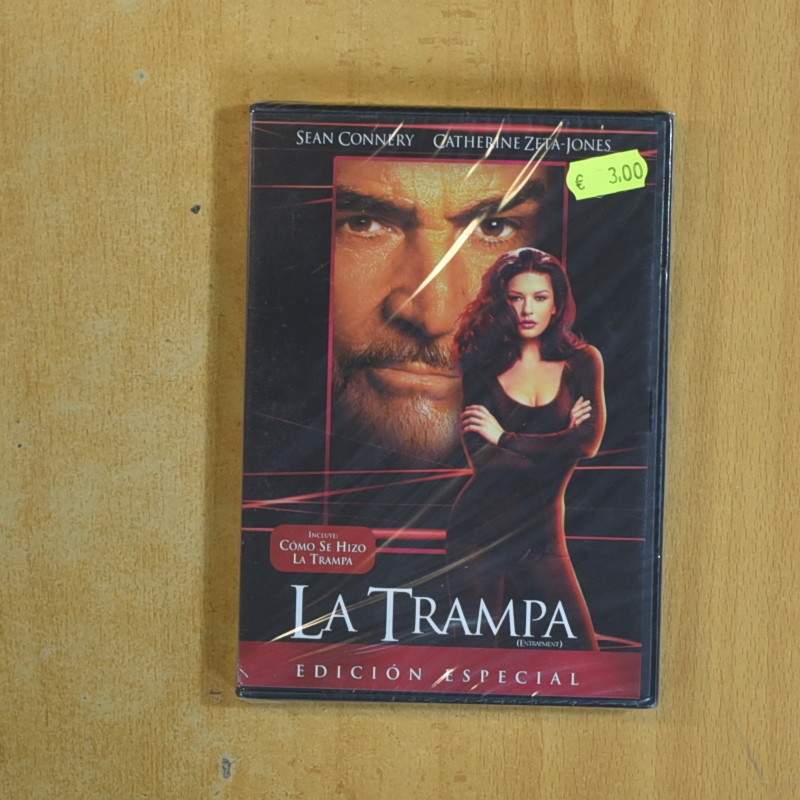 SEAN CONNERY CATHERINE ZETA-JONES
€ 3,00
INCLUYE:
CÓMO SE HIZO
LA TRAMPA
LA TRAMPA
(ENTRAPMENT)
EDICIÓN ESPECIAL